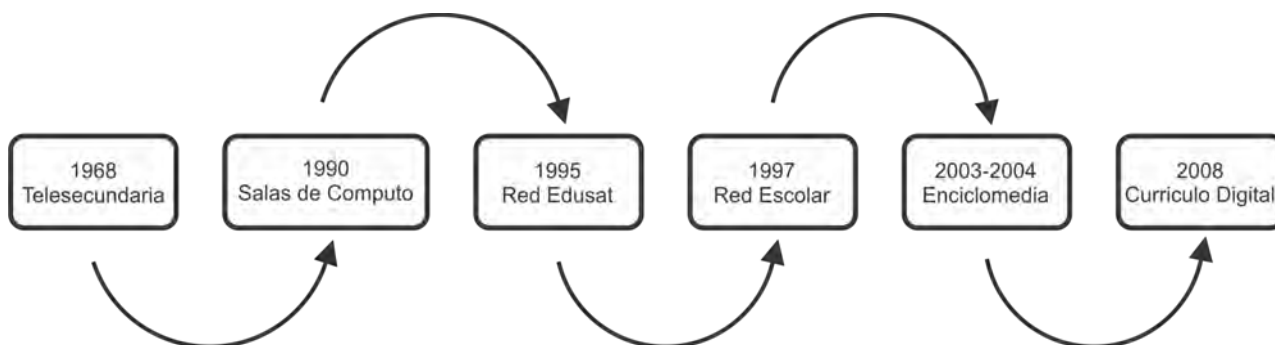 1968
Telesecundaria
1990
Salas de Computo
1995
Red Edusat
1997
Red Escolar
2003-2004
Enciclomedia
2008
Curriculo Digital